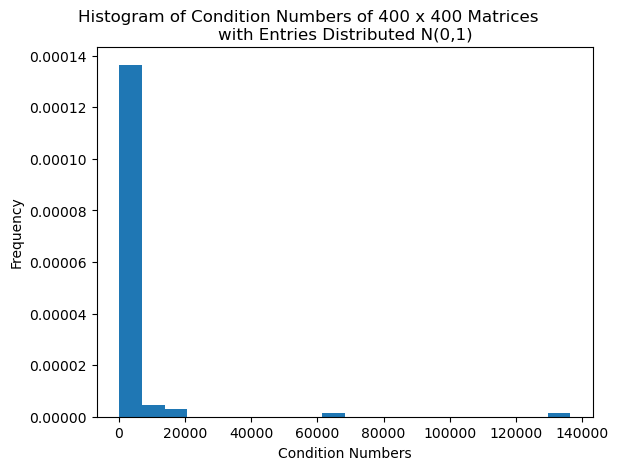 Histogram of Condition Numbers of 400 x 400 Matrices
with Entries Distributed N(0,1)
0.00014
0.00012
0.00010
0.00008
0.00006
0.00004
0.00002
0.00000
Frequency
0 20000 40000 60000 80000 100000 120000 140000
Condition Numbers